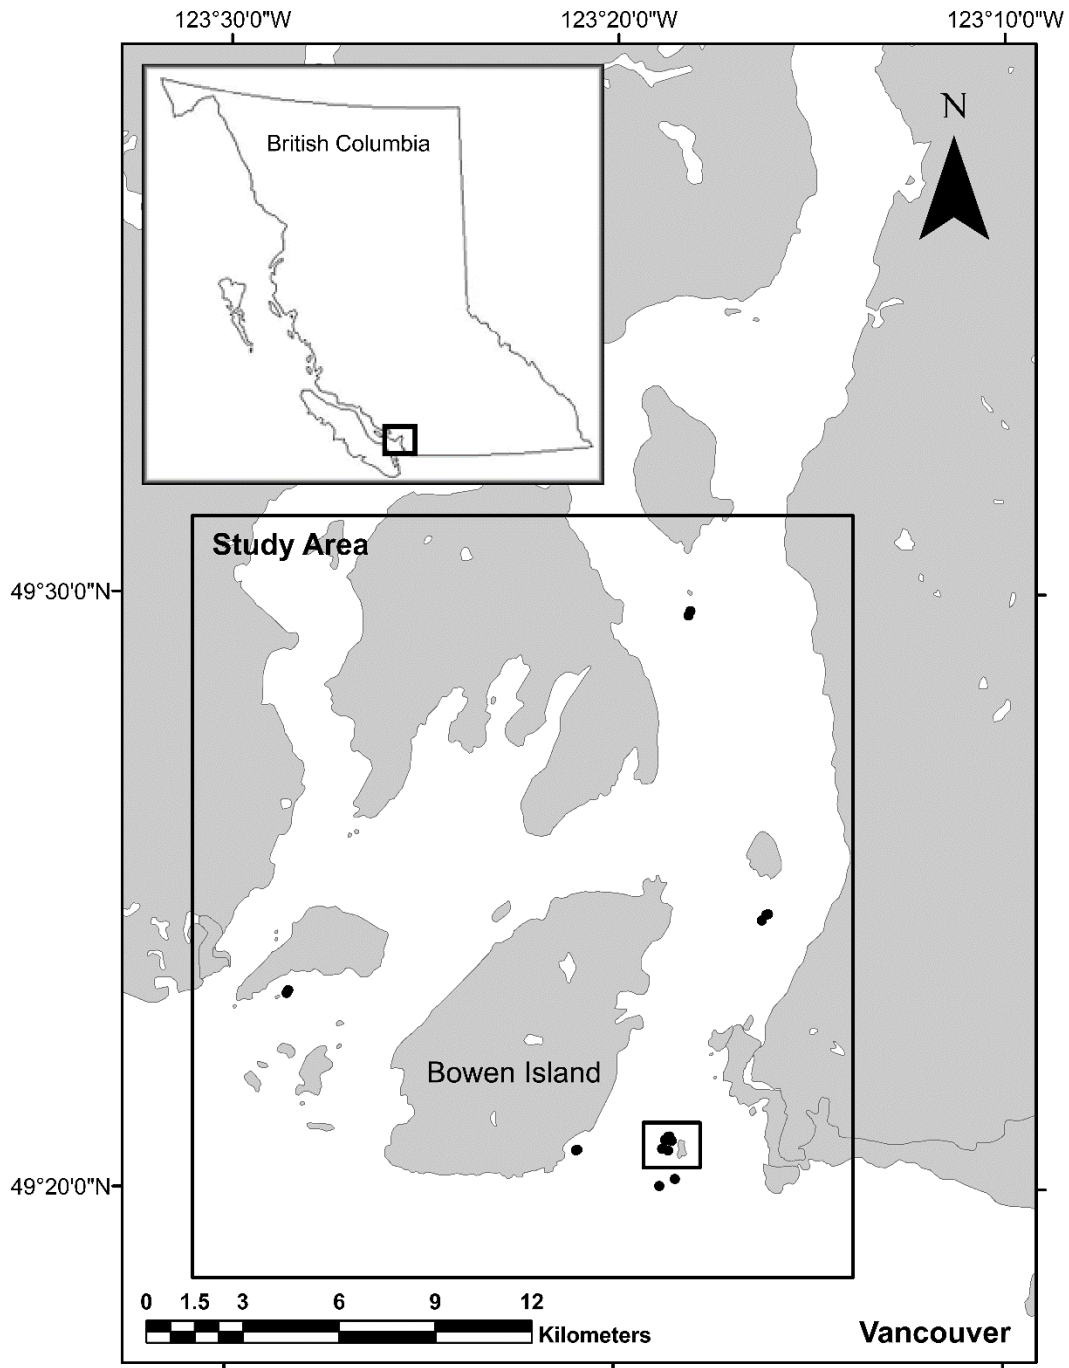 123°30'0"W 123°20'0"W 123°10'0"W
N
British Columbia
Study Area
49°30'0"N
Bowen Island
49°20'0"N
0 1.5 3 6 9 12
Kilometers
Vancouver